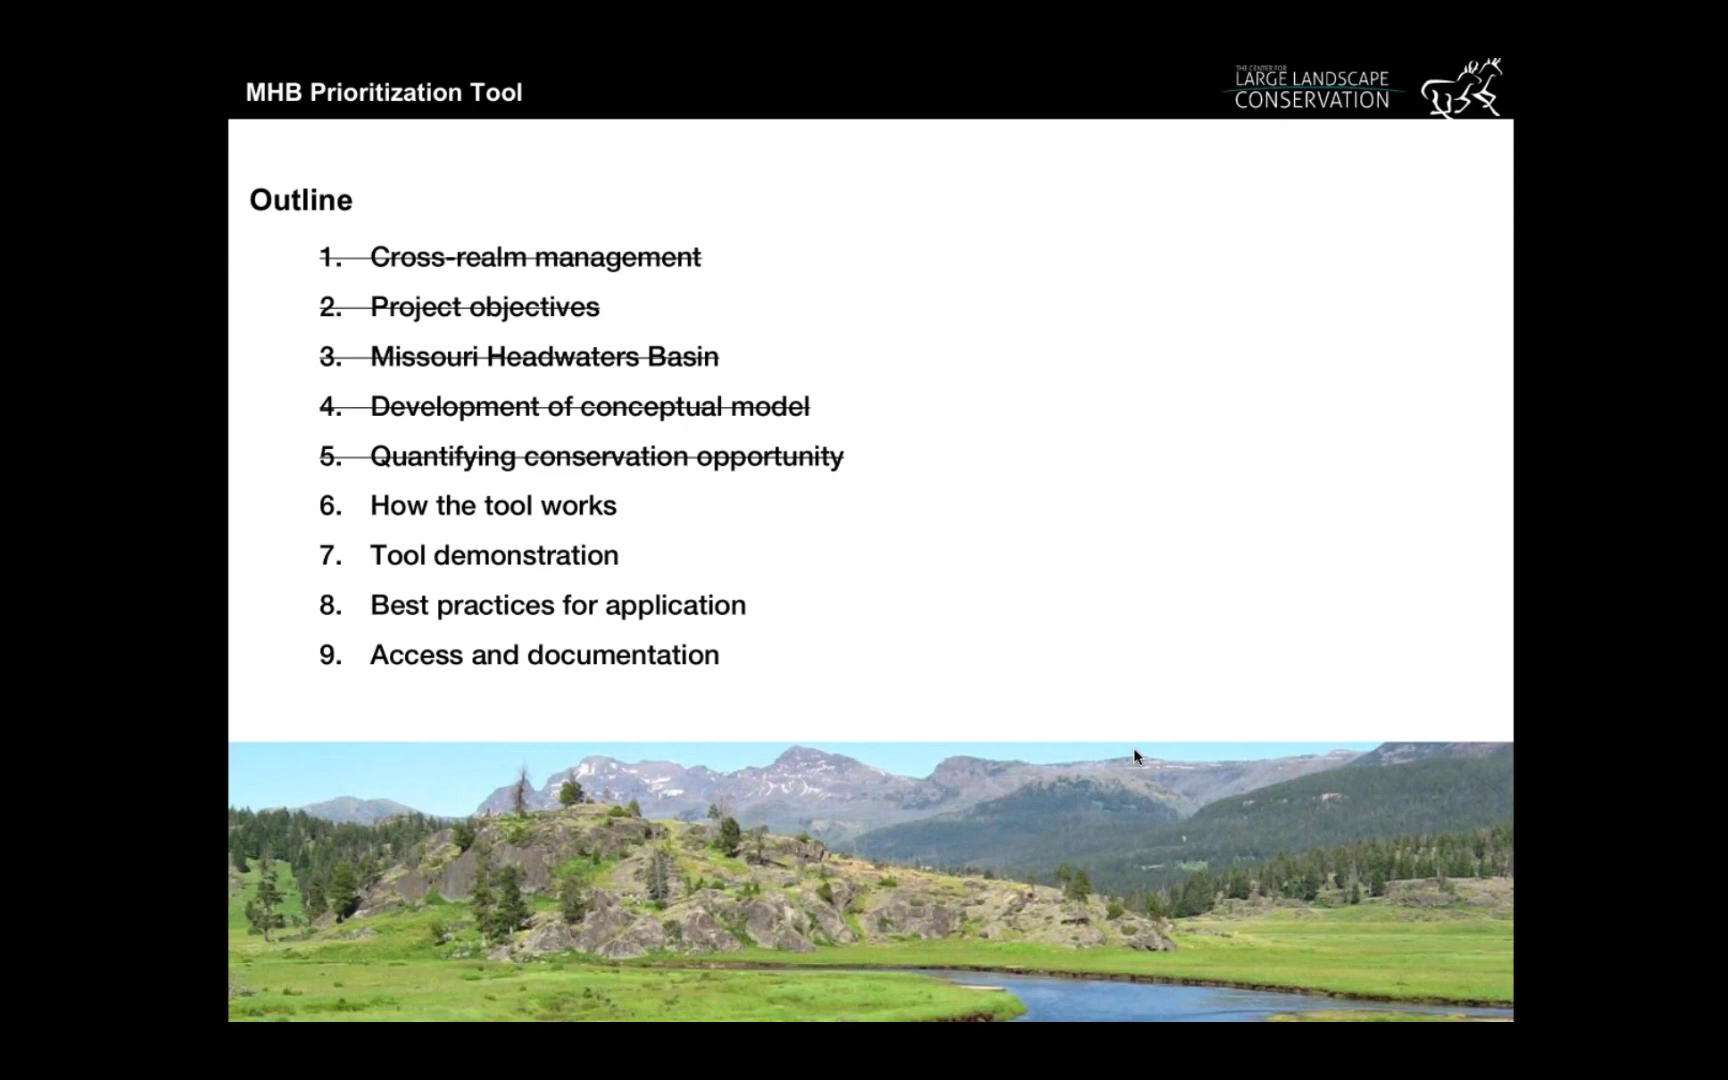 MHB Prioritization Tool
THE CENTER FOR
LARGE LANDSCAPE
CONSERVATION
Outline
1. Cross-realm management
2. Project objectives
3. Missouri Headwaters Basin
4. Development of conceptual model
5. Quantifying conservation opportunity
6. How the tool works
7. Tool demonstration
8. Best practices for application
9. Access and documentation